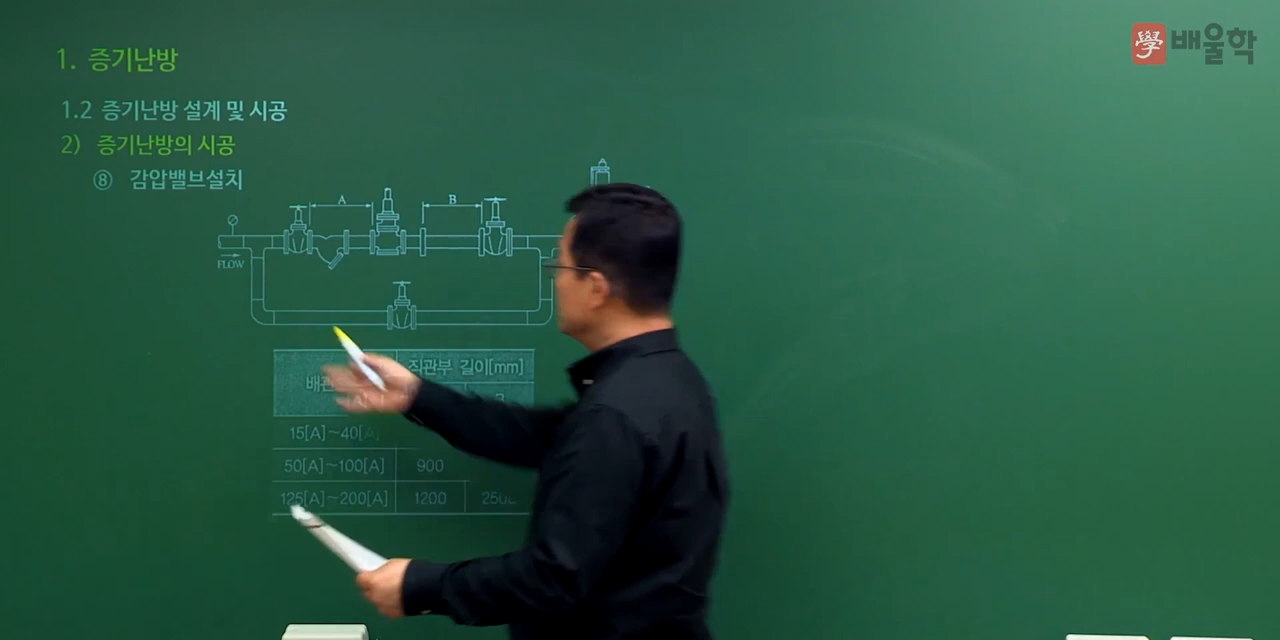 學 배울학
1. 증기난방
1.2 증기난방 설계 및 시공
2) 증기난방의 시공
⑧ 감압밸브설치
A B
FLOW
직관부 길이[mm]
15[A]~40[A]
50[A]~100[A] 900
125[A]~200[A] 1200